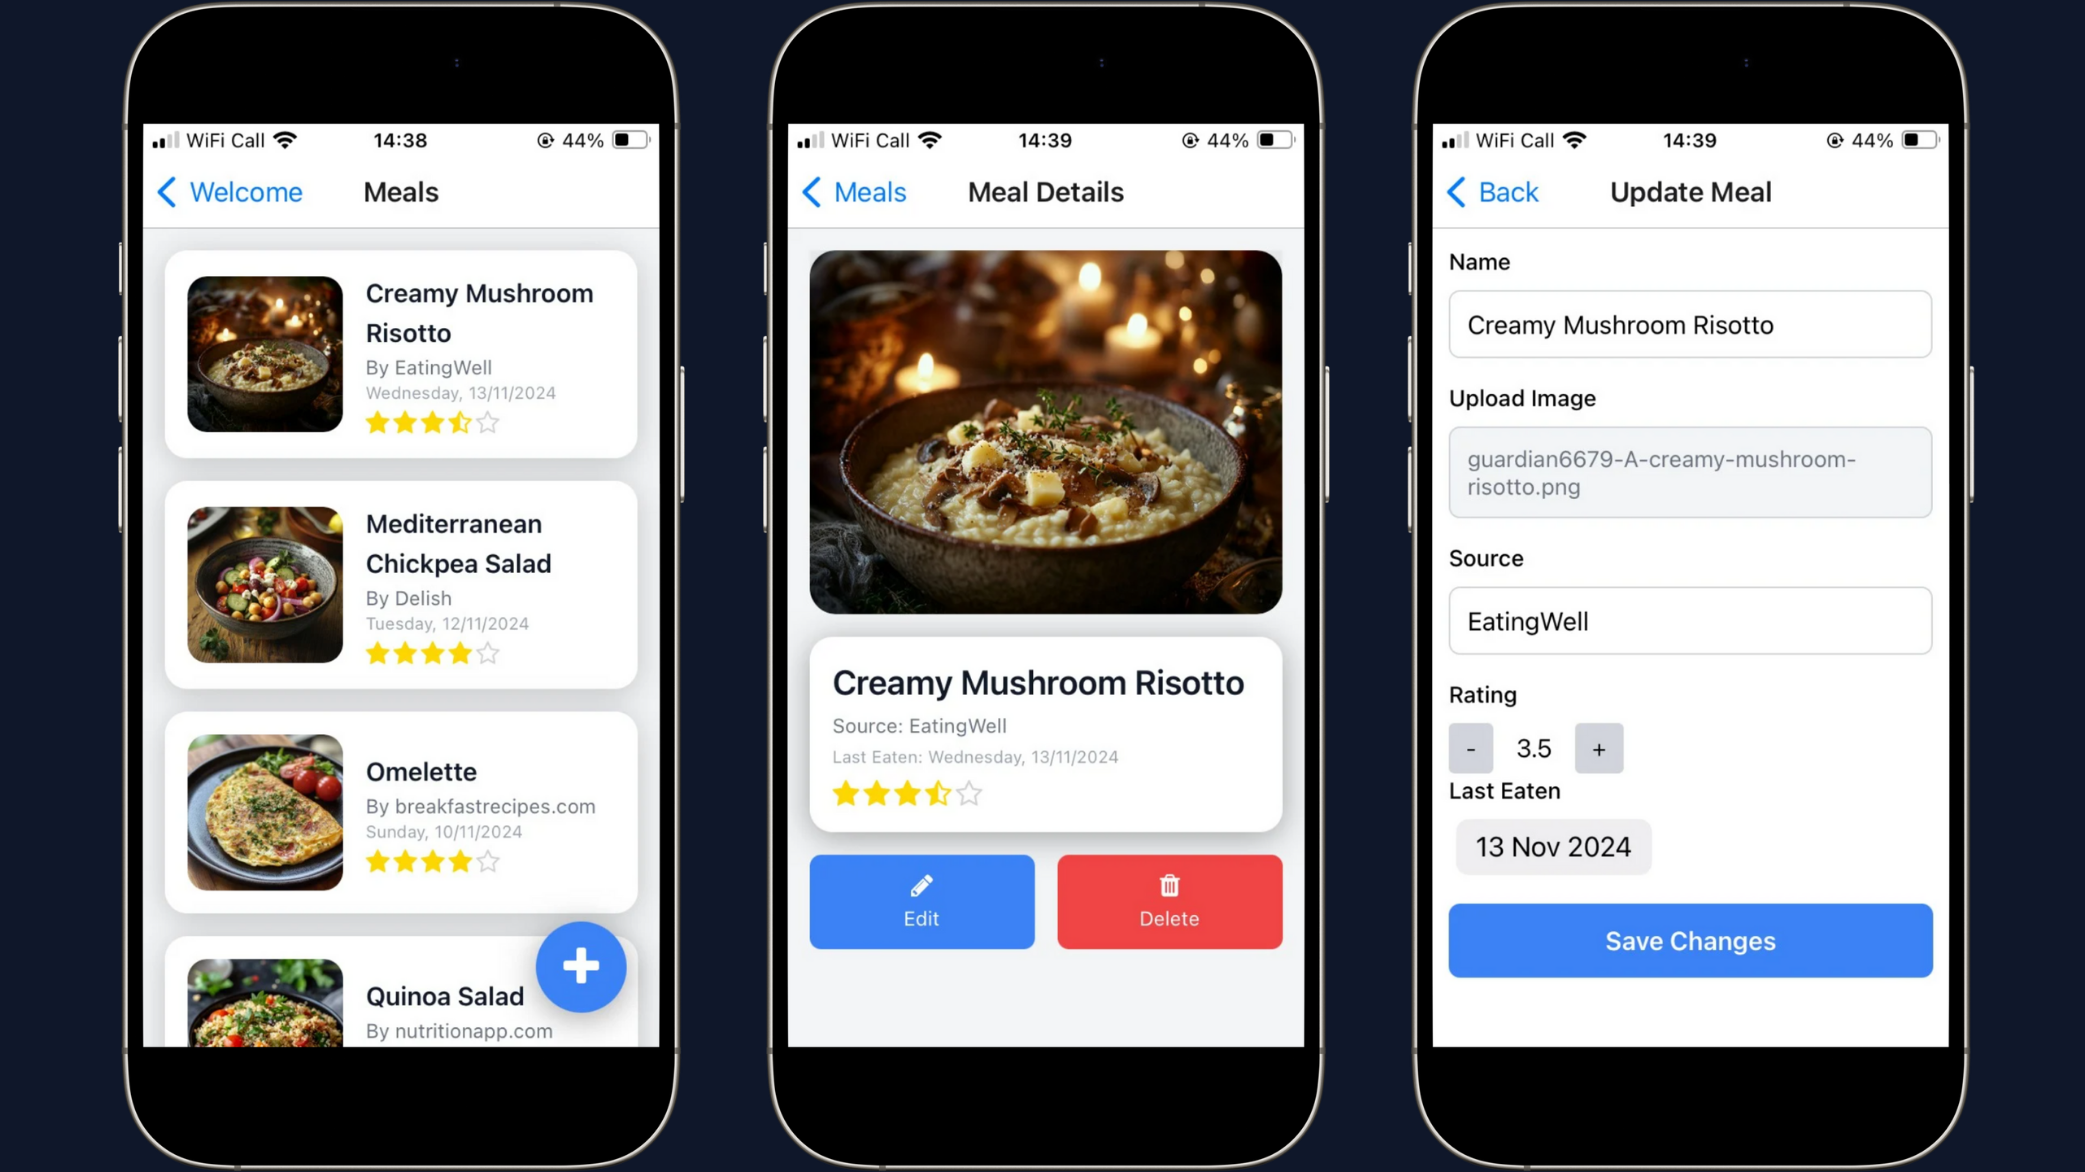 WiFi Call
14:38
44%
Welcome
Meals
Creamy Mushroom
Risotto
By EatingWell
Wednesday, 13/11/2024
Mediterranean
Chickpea Salad
By Delish
Tuesday, 12/11/2024
Omelette
By breakfastrecipes.com
Sunday, 10/11/2024
Quinoa Salad
By nutritionapp.com
WiFi Call
14:39
44%
Meals
Meal Details
Creamy Mushroom Risotto
Source: EatingWell
Last Eaten: Wednesday, 13/11/2024
Edit
Delete
WiFi Call
14:39
44%
Back
Update Meal
Name
Creamy Mushroom Risotto
Upload Image
guardian6679-A-creamy-mushroom-
risotto.png
Source
EatingWell
Rating
- 3.5 +
Last Eaten
13 Nov 2024
Save Changes